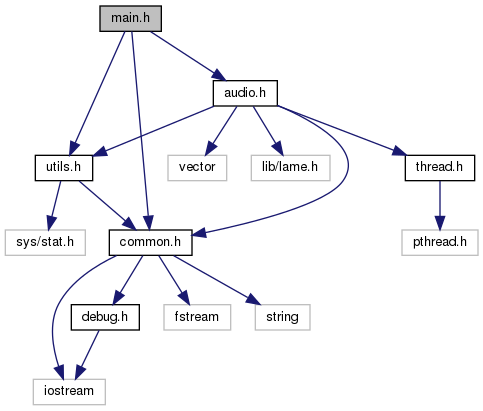 main.h
audio.h
utils.h
vector
lib/lame.h
thread.h
sys/stat.h
common.h
pthread.h
debug.h
fstream
string
iostream